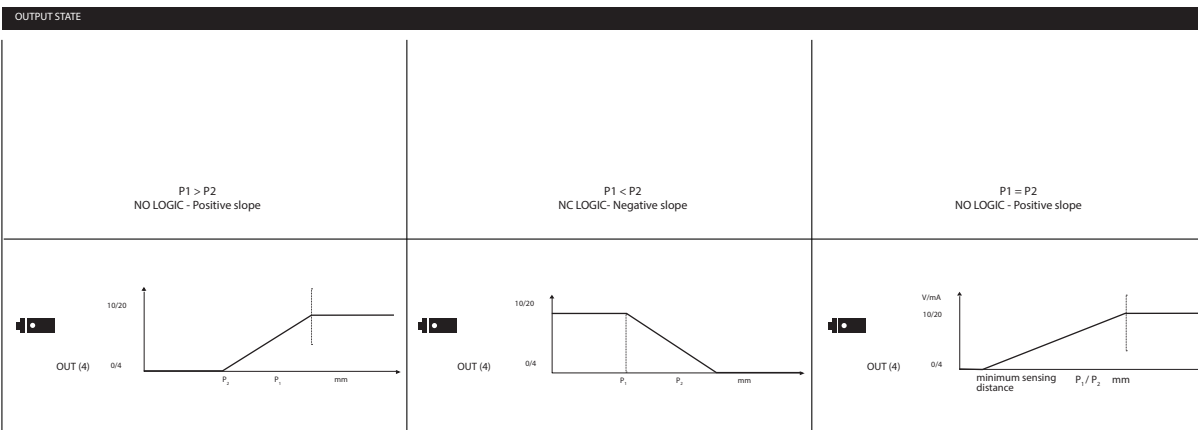 OUTPUT STATE
P1 > P2
NO LOGIC - Positive slope
P1 < P2
NC LOGIC- Negative slope
P1 = P2
NO LOGIC - Positive slope
10/20
OUT (4)
0/4
P₂ P₁ mm
10/20
OUT (4)
0/4
P₁ P₂ mm
V/mA
10/20
OUT (4)
0/4
minimum sensing
distance
P₁/ P₂ mm